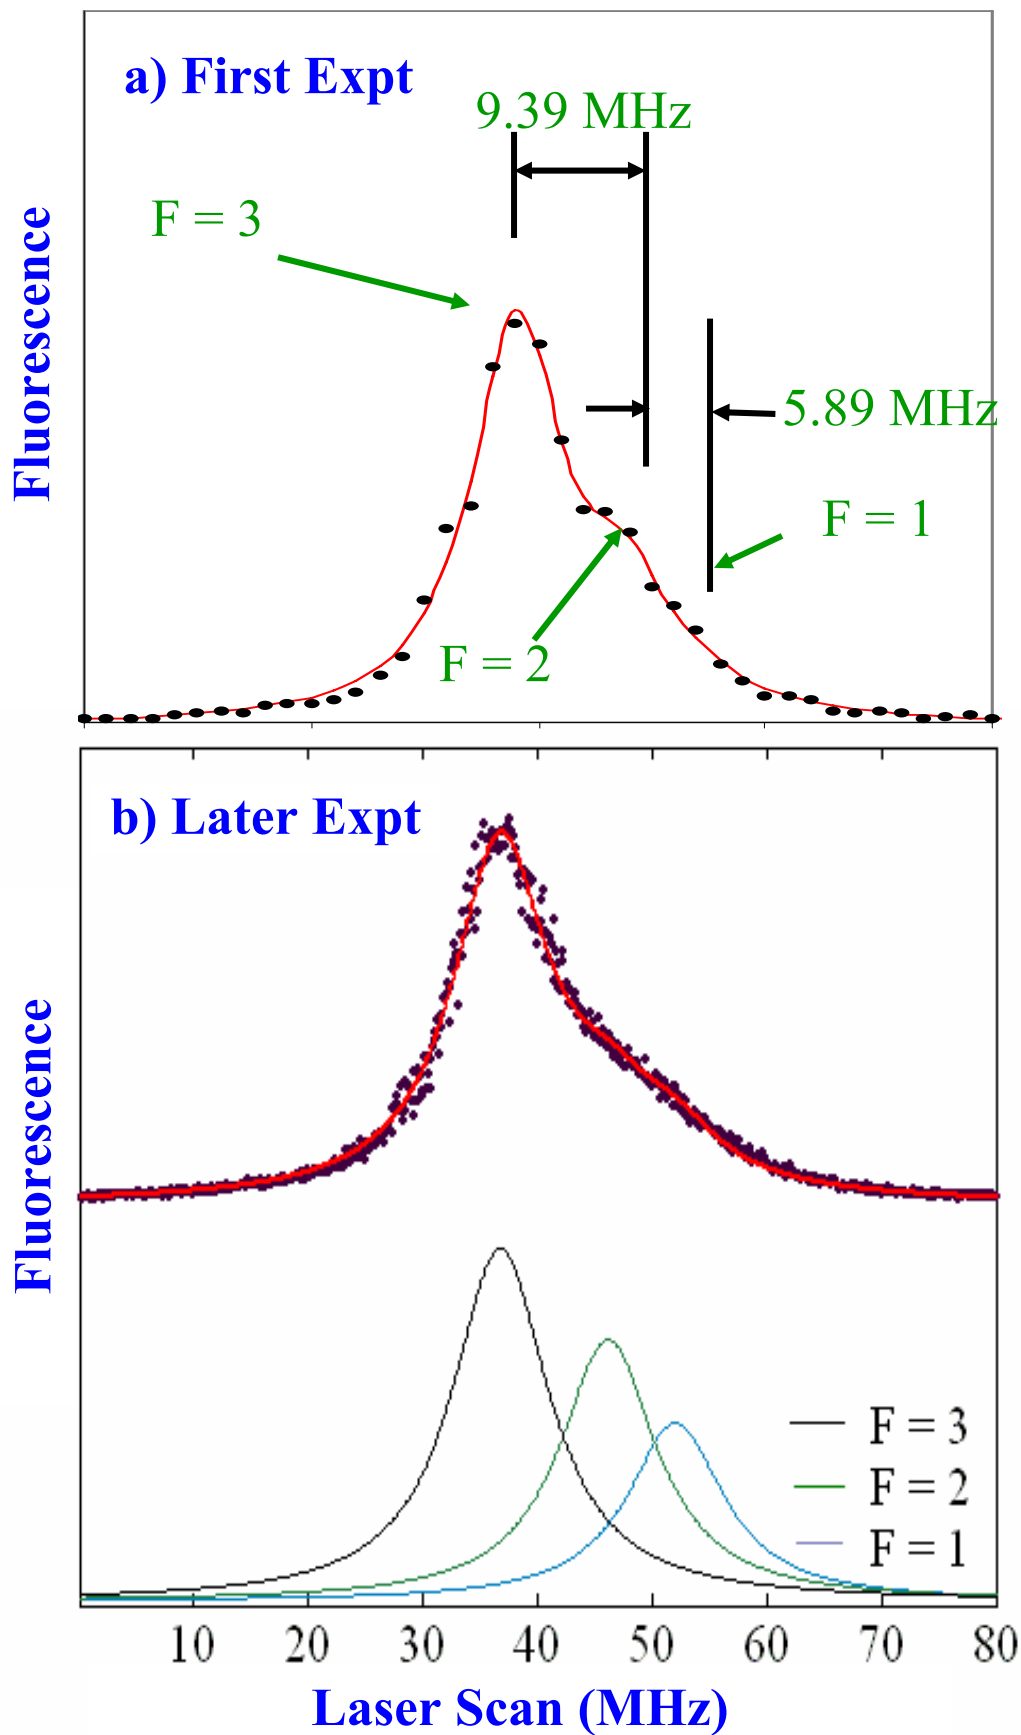 a) First Expt
9.39 MHz
F = 3
Fluorescence
5.89 MHz
F = 1
F = 2
b) Later Expt
Fluorescence
F = 3
F = 2
F = 1
10 20 30 40 50 60 70 80
Laser Scan (MHz)